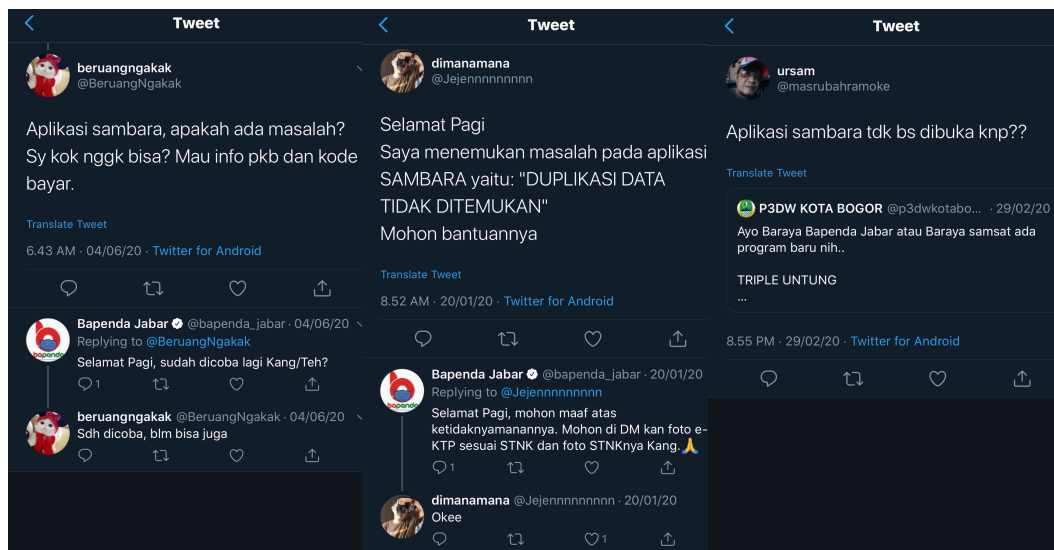 Tweet
beruangngakak
@BeruangNgakak
Aplikasi sambara, apakah ada masalah?
Sy kok nggk bisa? Mau info pkb dan kode
bayar.
Translate Tweet
6.43 AM · 04/06/20 · Twitter for Android
Bapenda Jabar @bapenda_jabar · 04/06/20
Replying to @BeruangNgakak
bapenda
Selamat Pagi, sudah dicoba lagi Kang/Teh?
1
beruangngakak @BeruangNgakak · 04/06/20
Sdh dicoba, blm bisa juga
Tweet
dimanamana
@Jejennnnnnnnn
Selamat Pagi
Saya menemukan masalah pada aplikasi
SAMBARA yaitu: "DUPLIKASI DATA
TIDAK DITEMUKAN"
Mohon bantuannya
Translate Tweet
8.52 AM · 20/01/20 · Twitter for Android
Bapenda Jabar @bapenda_jabar · 20/01/20
Replying to @Jejennnnnnnnn
bapenda
Selamat Pagi, mohon maaf atas
ketidaknyamanannya. Mohon di DM kan foto e-
KTP sesuai STNK dan foto STNKnya Kang.🙏
1
dimanamana @Jejennnnnnnnn · 20/01/20
Okee
1
Tweet
ursam
@masrubahramoke
Aplikasi sambara tdk bs dibuka knp??
Translate Tweet
P3DW KOTA BOGOR @p3dwkotabo... · 29/02/20
Ayo Baraya Bapenda Jabar atau Baraya samsat ada
program baru nih..
TRIPLE UNTUNG
...
8.55 PM · 29/02/20 · Twitter for Android